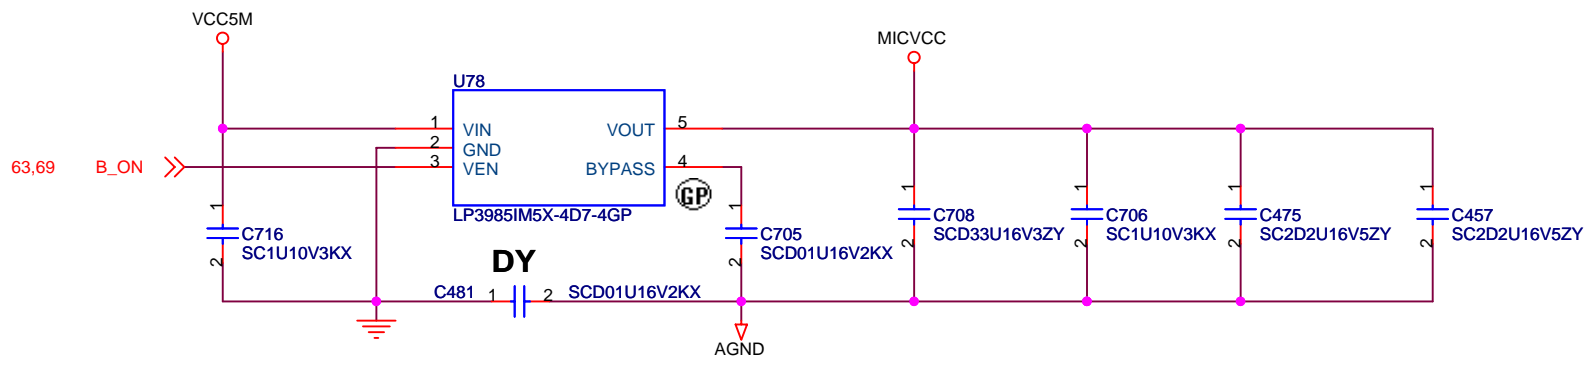 VCC5M
MICVCC
U78
1 VIN VOUT 5
2 GND
3 VEN BYPASS 4
63,69 B_ON
GP
LP3985IM5X-4D7-4GP
1
C716
SC1U10V3KX
2
1
C705
SCD01U16V2KX
2
1
C708
SCD33U16V3ZY
2
1
C706
SC1U10V3KX
2
1
C475
SC2D2U16V5ZY
2
1
C457
SC2D2U16V5ZY
2
DY
C481 1 2 SCD01U16V2KX
AGND